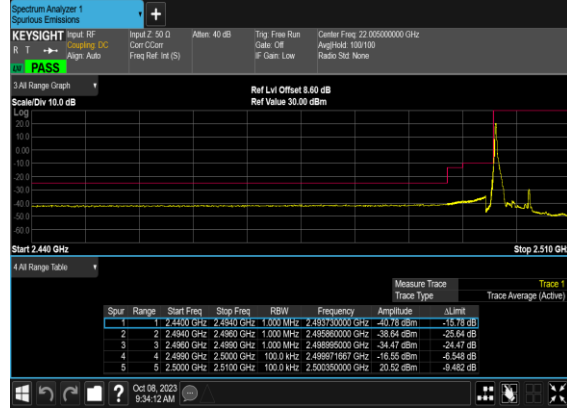 Spectrum Analyzer 1
Spurious Emissions
KEYSIGHT Input: RF Input Z: 50 Ω Atten: 40 dB Trig: Free Run Center Freq: 22.005000000 GHz
R T Coupling: DC Corr CCorr Gate: Off Avg|Hold: 100/100
Align: Auto Freq Ref: Int (S) IF Gain: Low Radio Std: None
LW PASS
3 All Range Graph Ref Lvl Offset 8.60 dB
Scale/Div 10.0 dB Ref Value 30.00 dBm
Log
20.0
10.0
0.00
-10.0
-20.0
-30.0
-40.0
-50.0
-60.0
Start 2.440 GHz Stop 2.510 GH
4 All Range Table
Measure Trace Trace 1
Trace Type Trace Average (Active)
Spur Range Start Freq Stop Freq RBW Frequency Amplitude ΔLimit
1 1 2.4400 GHz 2.4940 GHz 1.000 MHz 2.493730000 GHz -40.78 dBm -15.78 dB
2 2 2.4940 GHz 2.4960 GHz 1.000 MHz 2.495860000 GHz -38.64 dBm -25.64 dB
3 3 2.4960 GHz 2.4990 GHz 1.000 MHz 2.498995000 GHz -34.47 dBm -24.47 dB
4 4 2.4990 GHz 2.5000 GHz 100.0 kHz 2.499971667 GHz -16.55 dBm -6.548 dB
5 5 2.5000 GHz 2.5100 GHz 100.0 kHz 2.500350000 GHz 20.52 dBm -9.482 dB
Oct 08, 2023
9:34:12 AM